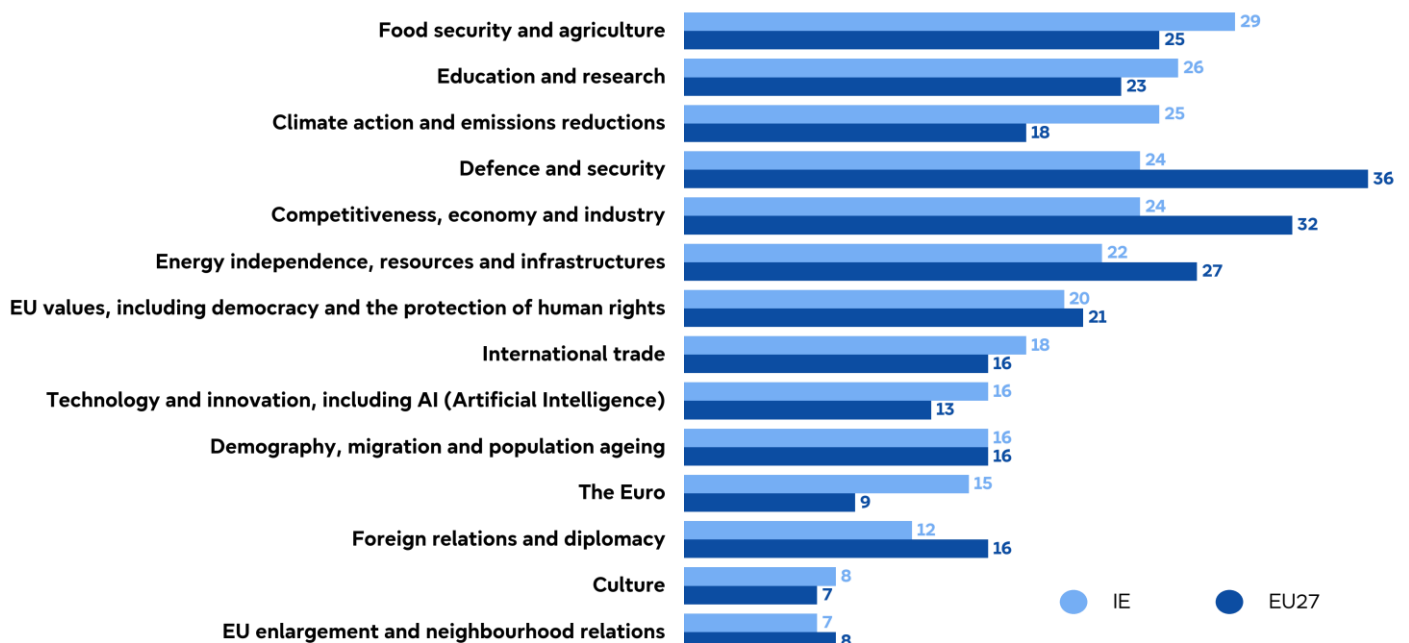 Food security and agriculture 29
25
Education and research 26
23
Climate action and emissions reductions 25
18
Defence and security 24
36
Competitiveness, economy and industry 24
32
Energy independence, resources and infrastructures 22
27
EU values, including democracy and the protection of human rights 20
21
International trade 18
16
Technology and innovation, including AI (Artificial Intelligence) 16
13
Demography, migration and population ageing 16
16
The Euro 15
9
Foreign relations and diplomacy 12
16
Culture 8
7
IE EU27
EU enlargement and neighbourhood relations 7
8